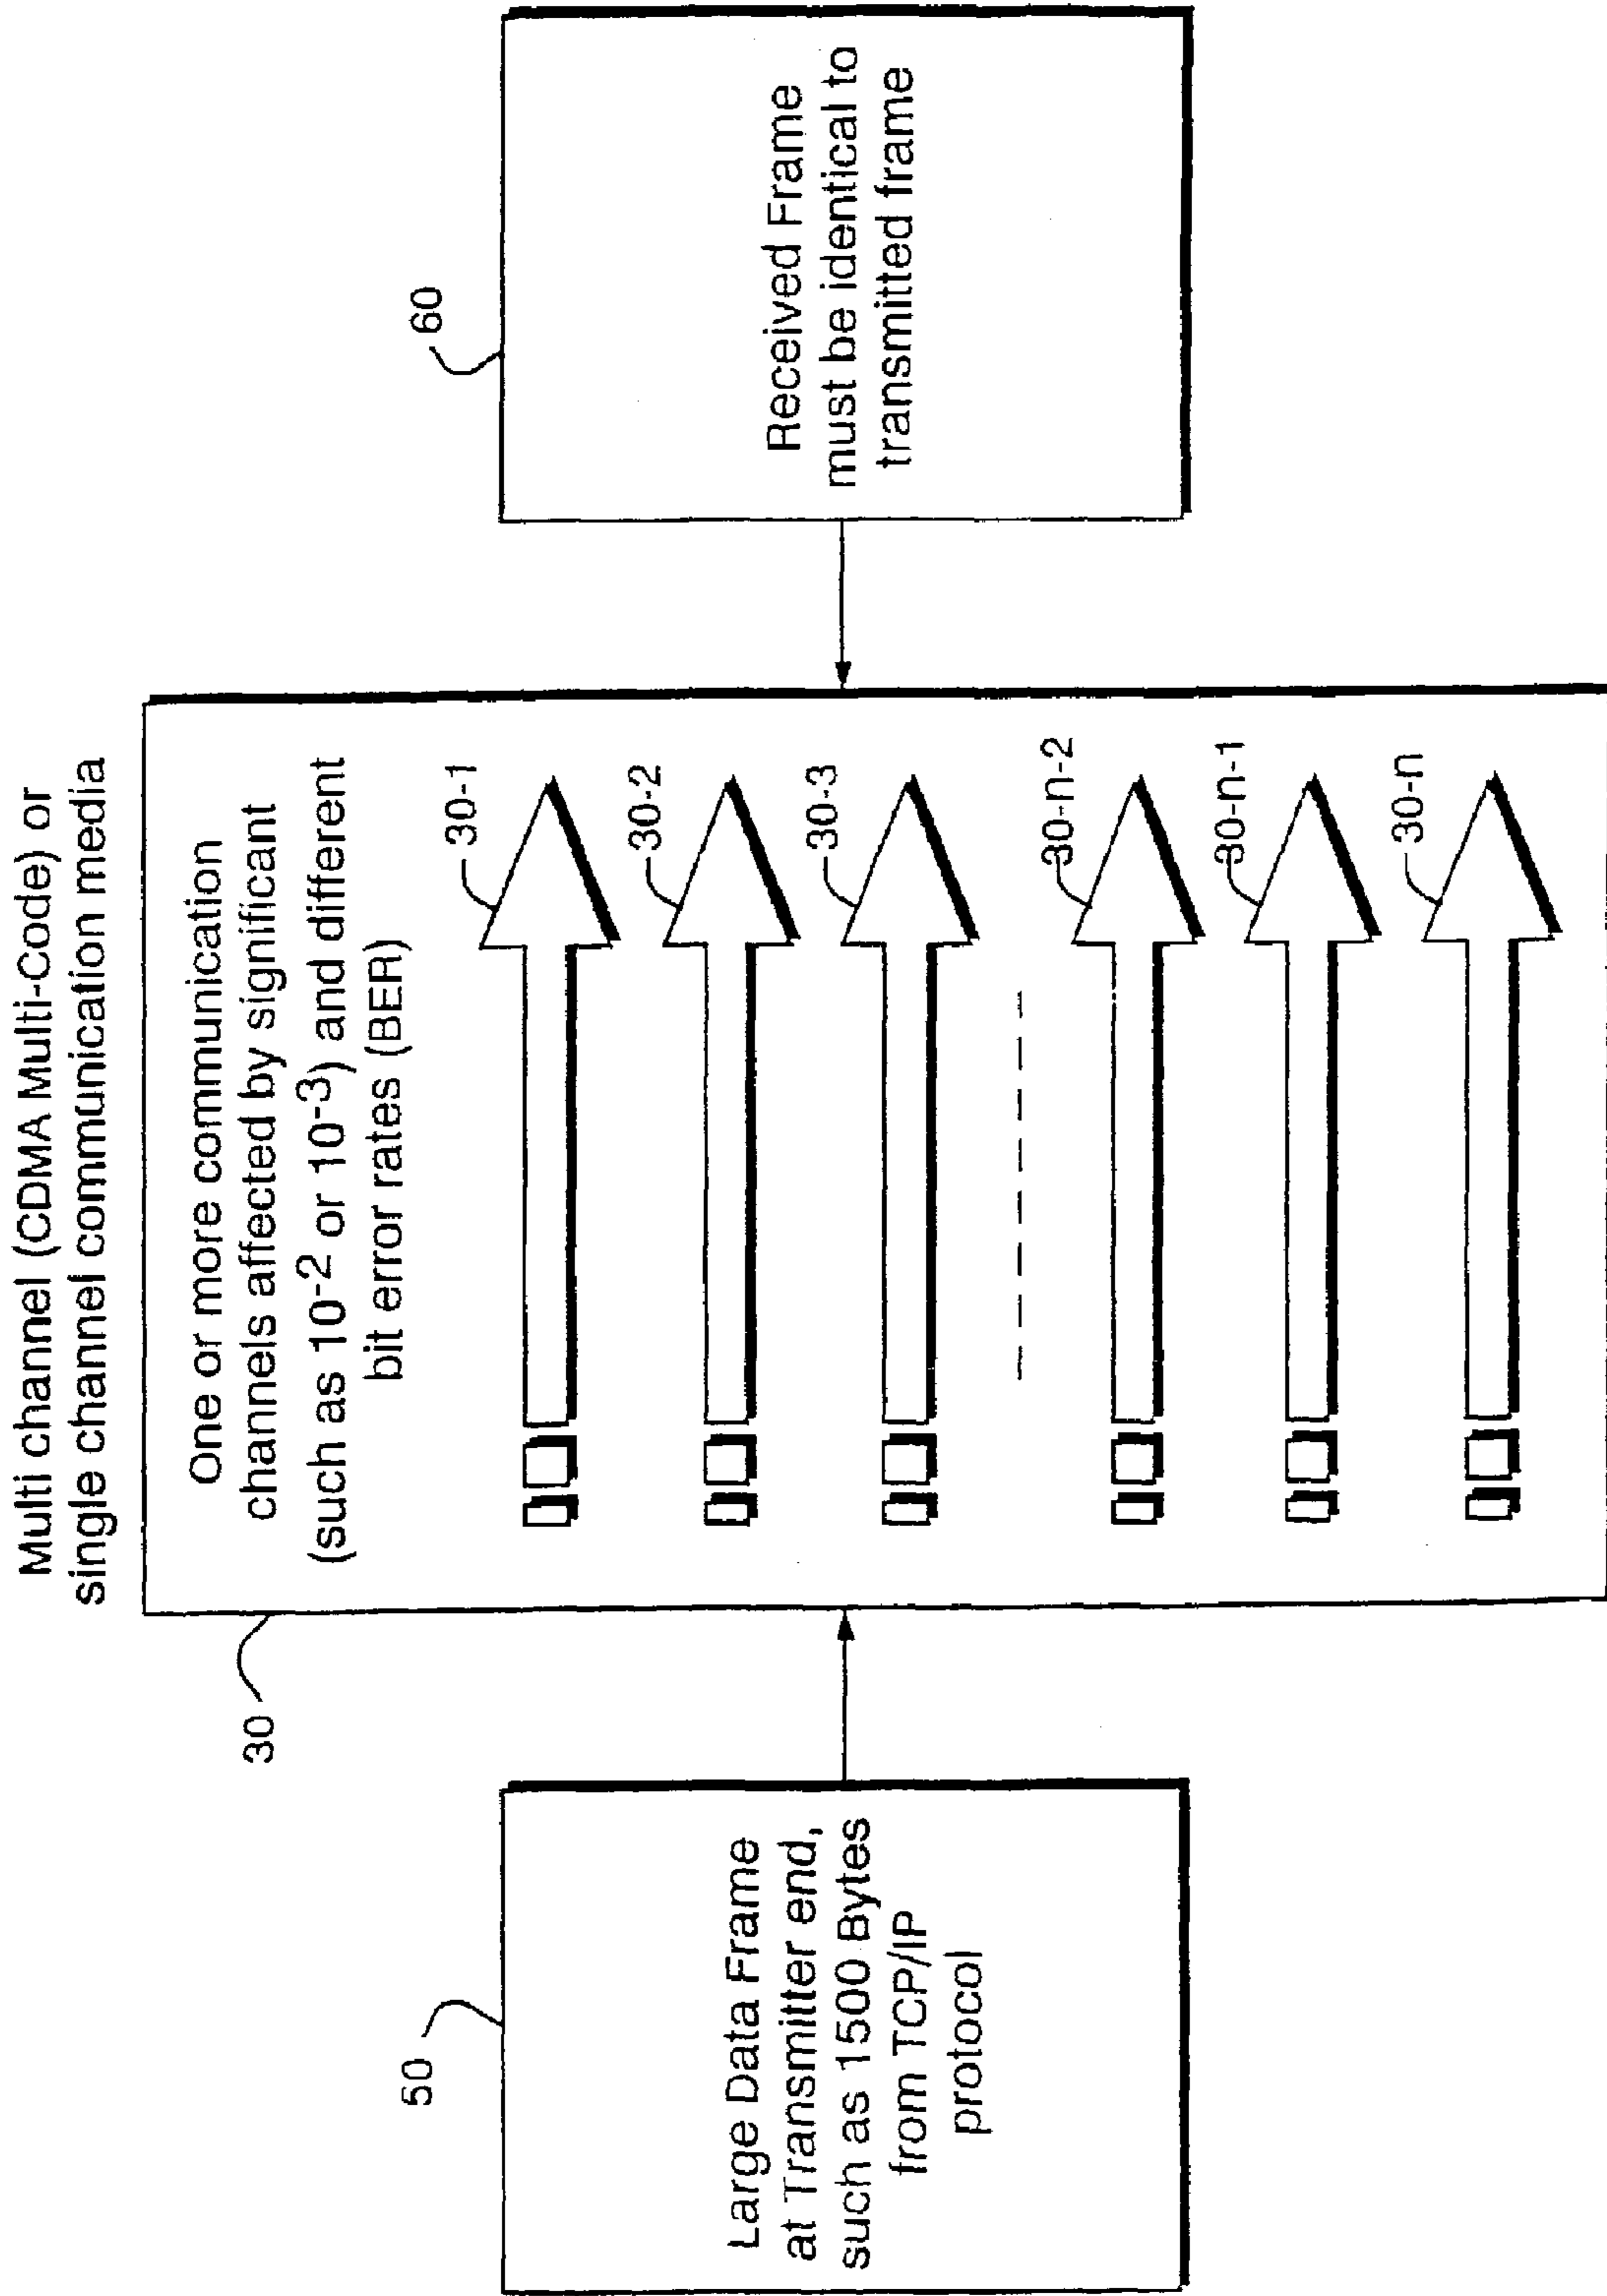 Multi channel (CDMA Multi-Code) or
single channel communication media
30
One or more communication
channels affected by significant
(such as 10-2 or 10-3) and different
bit error rates (BER)
30-1
30-2
30-3
30-n-2
30-n-1
30-n
50
Large Data Frame
at Transmitter end,
such as 1500 Bytes
from TCP/IP
protocol
60
Received Frame
must be identical to
transmitted frame